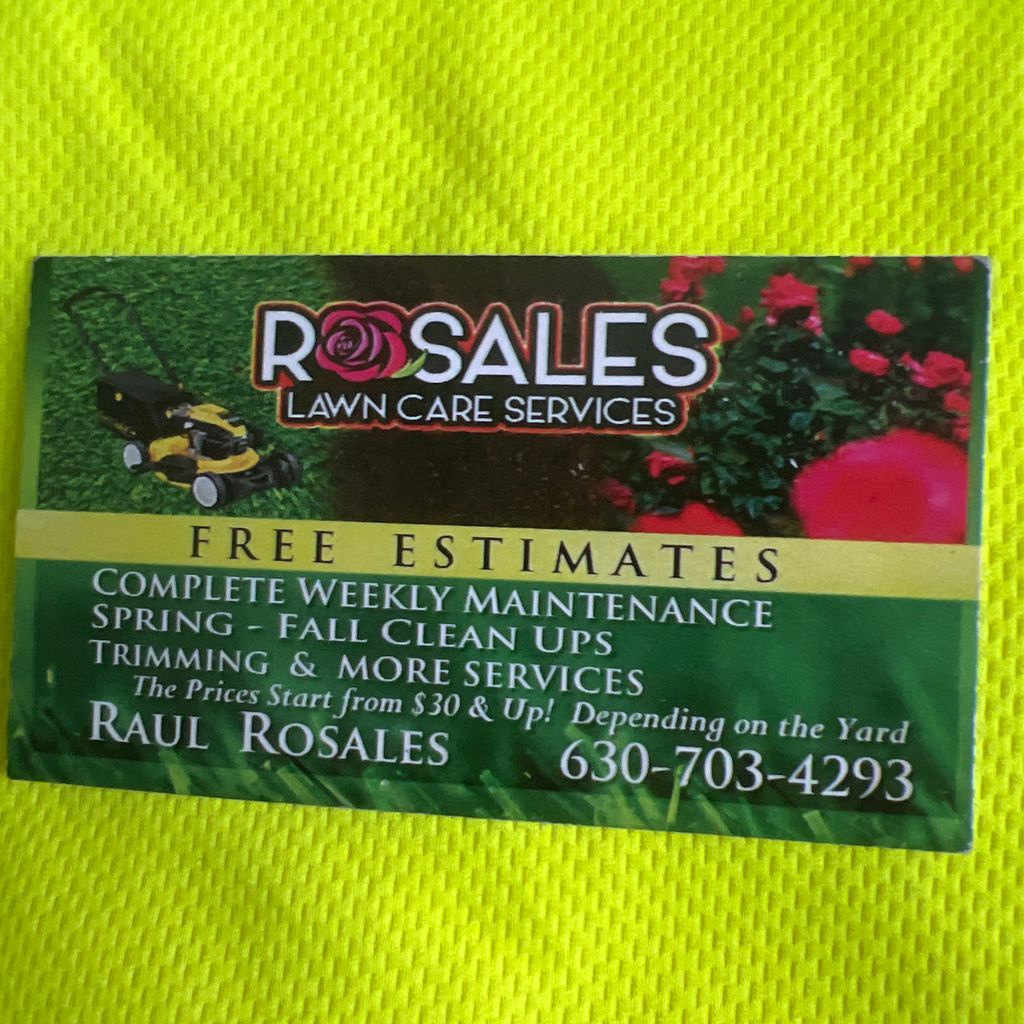 ROSALES
LAWN CARE SERVICES
FREE ESTIMATES
COMPLETE WEEKLY MAINTENANCE
SPRING - FALL CLEAN UPS
TRIMMING & MORE SERVICES
The Prices Start from $30 & Up! Depending on the Yard
RAUL ROSALES 630-703-4293